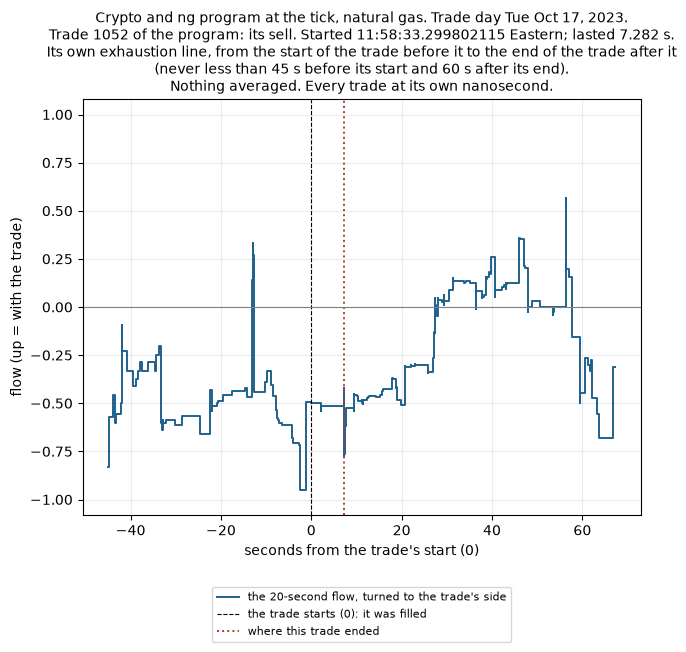 Crypto and ng program at the tick, natural gas. Trade day Tue Oct 17, 2023.
Trade 1052 of the program: its sell. Started 11:58:33.299802115 Eastern; lasted 7.282 s.
Its own exhaustion line, from the start of the trade before it to the end of the trade after it
(never less than 45 s before its start and 60 s after its end).
Nothing averaged. Every trade at its own nanosecond.
1.00
0.75
0.50
0.25
0.00
−0.25
−0.50
−0.75
−1.00
flow (up = with the trade)
−40
−20
0
20
40
60
seconds from the trade's start (0)
the 20-second flow, turned to the trade's side
the trade starts (0): it was filled
where this trade ended